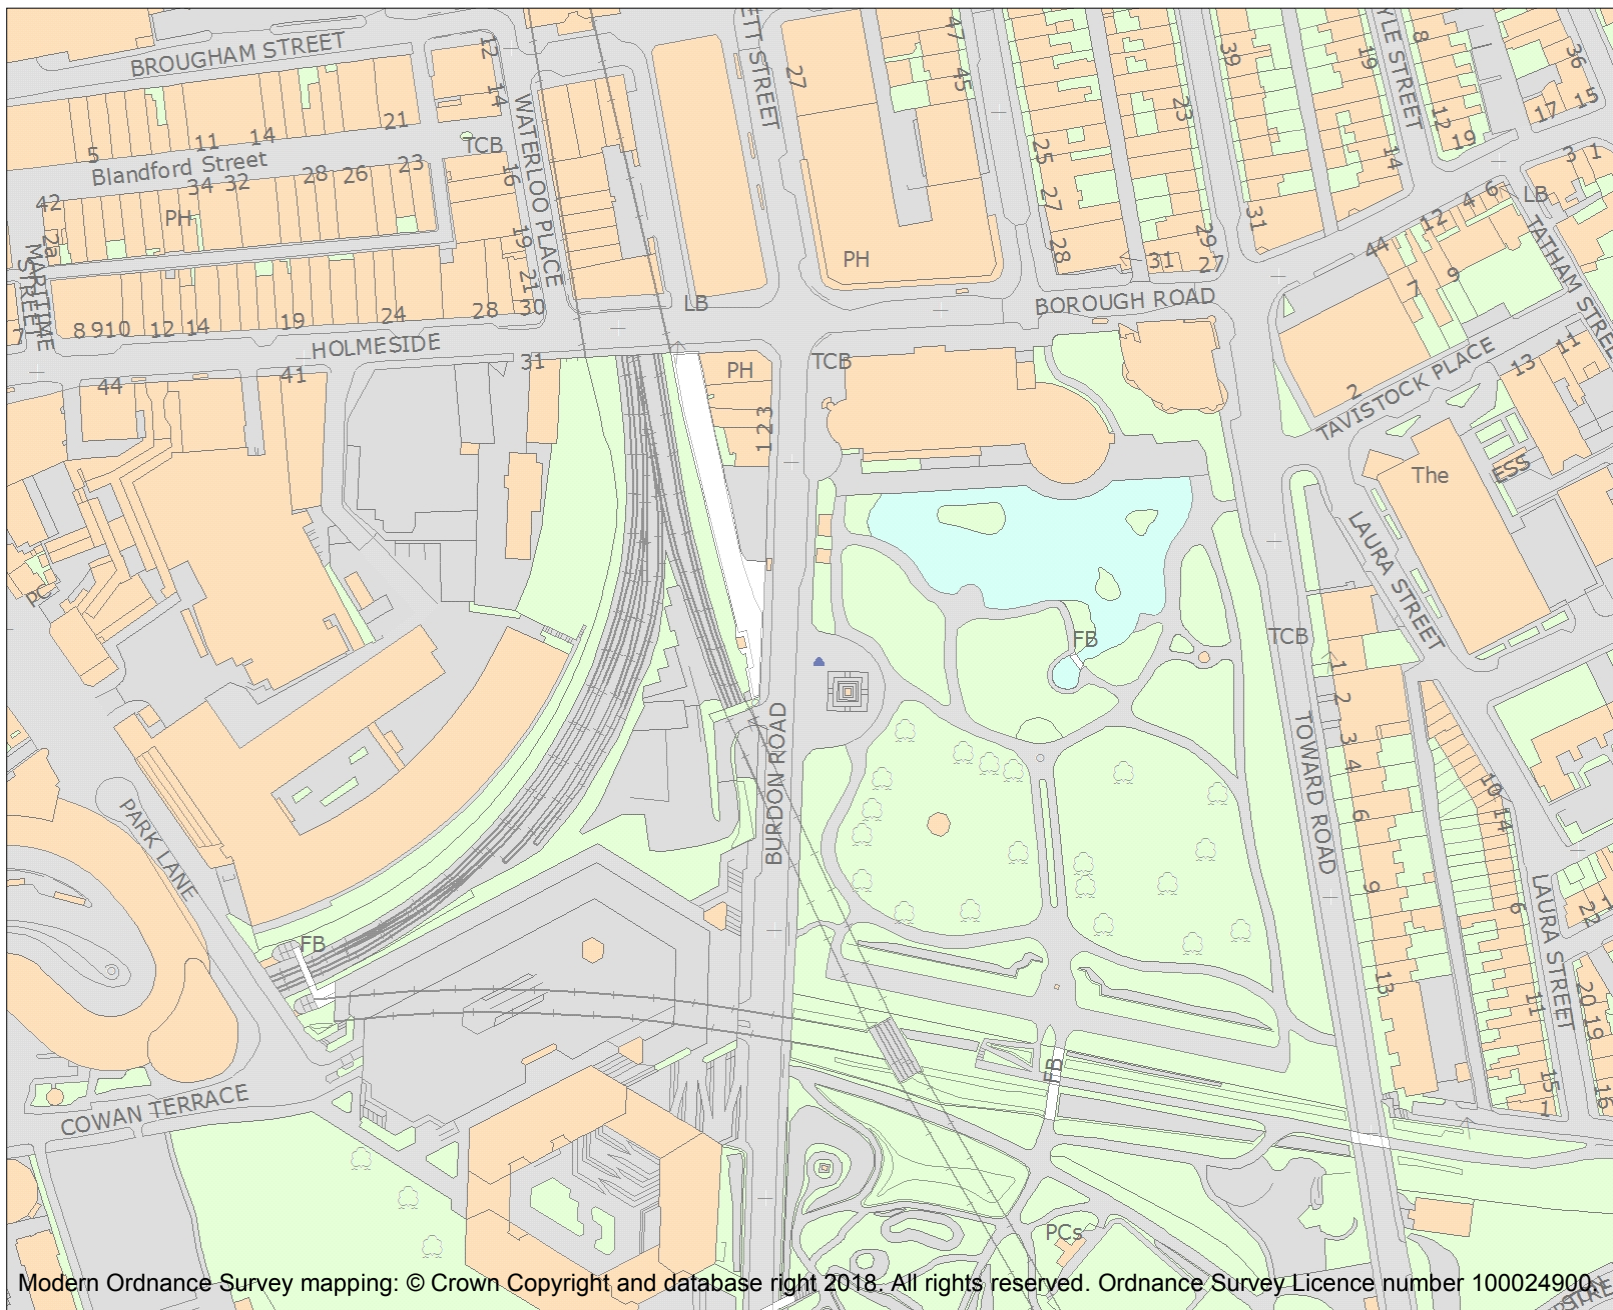 BROUGHAM STREET
12
14
WATERLOO PLACE
ETT STREET
27
47
45
39
19
YLE STREET
8
36
15
17
12
19
14
23
25
27
28
31
29
27
31
5
11
14
21
Blandford Street
TCB
16
34
32
28
26
23
42
PH
2a
MARITIME
STREET
19
21
30
7
8
9
10
12
14
19
24
28
HOLMESIDE
LB
PH
BOROUGH ROAD
44
12
4
6
3
1
LB
TATHAM STREE
7
9
44
41
31
PH
1 2 3
TCB
2
TAVISTOCK PLACE
13
11
The
ESS
LAURA STREET
PC
FB
TCB
1
2
3
4
6
9
13
TOWARD ROAD
BURDON ROAD
PARK LANE
FB
FB
10
14
6
11
15
1
LAURA STREET
20
19
16
COWAN TERRACE
PCs
Modern Ordnance Survey mapping: © Crown Copyright and database right 2018. All rights reserved. Ordnance Survey Licence number 100024900.